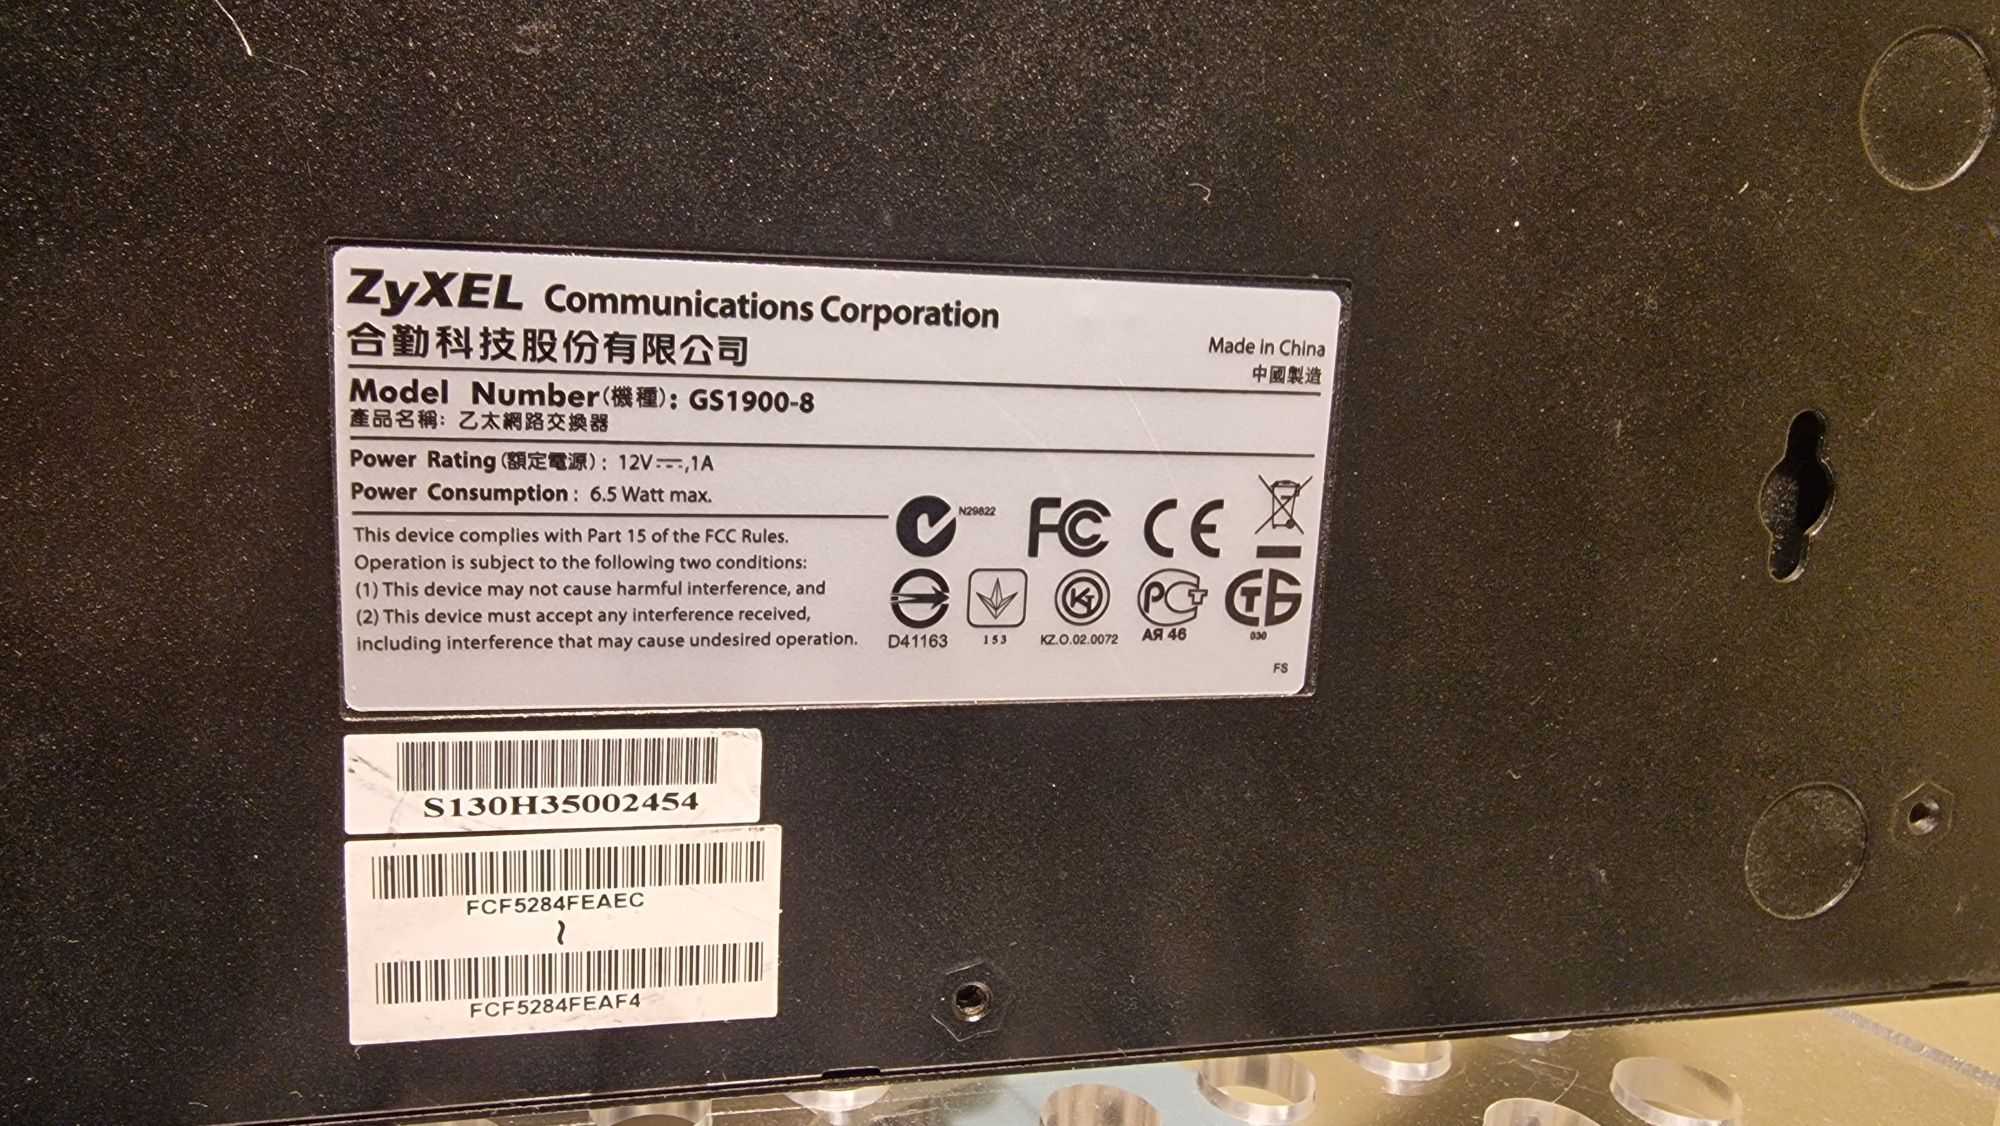 ZyXEL Communications Corporation
合勤科技股份有限公司
Made in China
中國製造
Model Number(機種): GS1900-8
產品名稱: 乙太網路交換器
Power Rating(額定電源): 12V⎓,1A
Power Consumption: 6.5 Watt max.
This device complies with Part 15 of the FCC Rules.
Operation is subject to the following two conditions:
(1) This device may not cause harmful interference, and
(2) This device must accept any interference received,
including interference that may cause undesired operation.
N29822
FC CE
D41163
153
KZ.O.02.0072
АЯ 46
030
FS
S130H35002454
FCF5284FEAEC
~
FCF5284FEAF4